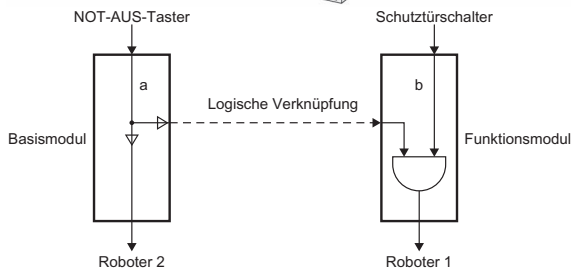 NOT-AUS-Taster
Schutztürschalter
a
b
Logische Verknüpfung
Basismodul
Funktionsmodul
Roboter 2
Roboter 1